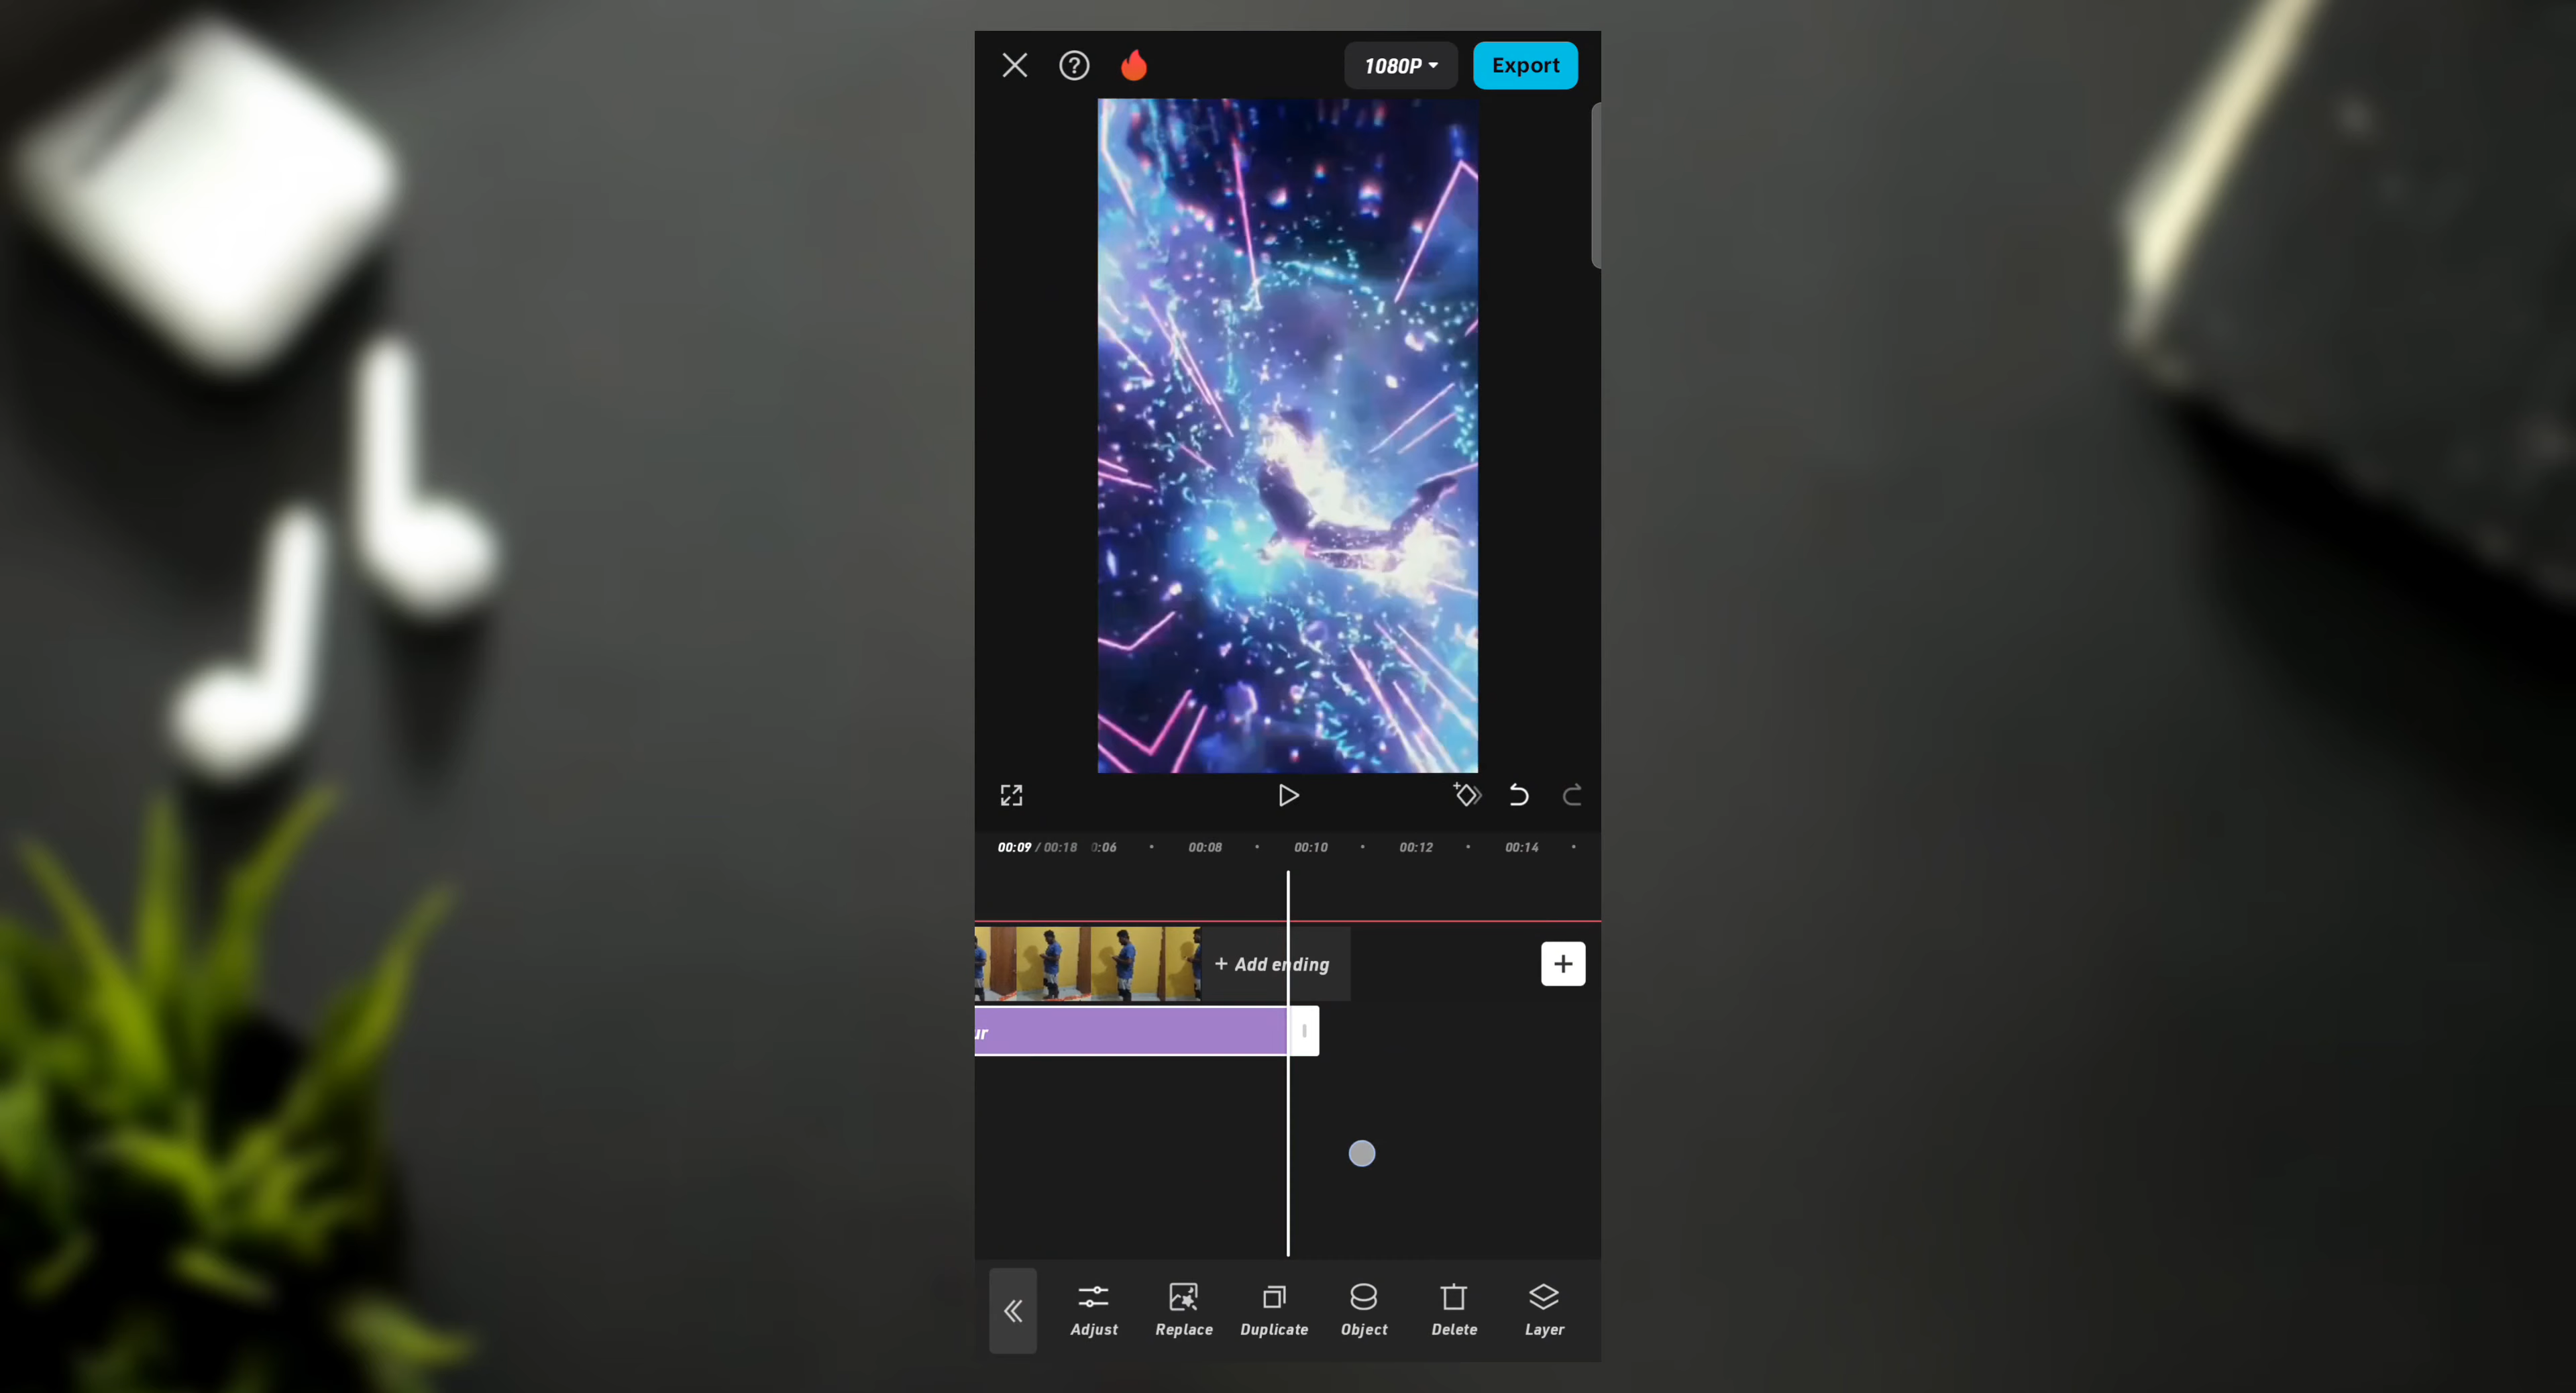 1080P
Export
00:09 / 00:18 0:06 00:08 00:10 00:12 00:14
+ Add ending
ur
Adjust Replace Duplicate Object Delete Layer